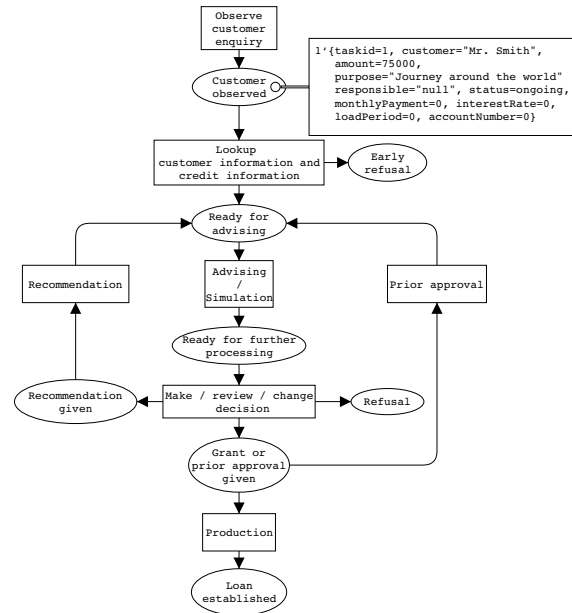 Observe
customer
enquiry
1‘{taskid=1, customer="Mr. Smith",
amount=75000,
purpose="Journey around the world"
responsible="null", status=ongoing,
monthlyPayment=0, interestRate=0,
loadPeriod=0, accountNumber=0}
Customer
observed
Lookup
customer information and
credit information
Early
refusal
Ready for
advising
Recommendation
Advising
/
Simulation
Prior approval
Ready for further
processing
Recommendation
given
Make / review / change
decision
Refusal
Grant or
prior approval
given
Production
Loan
established